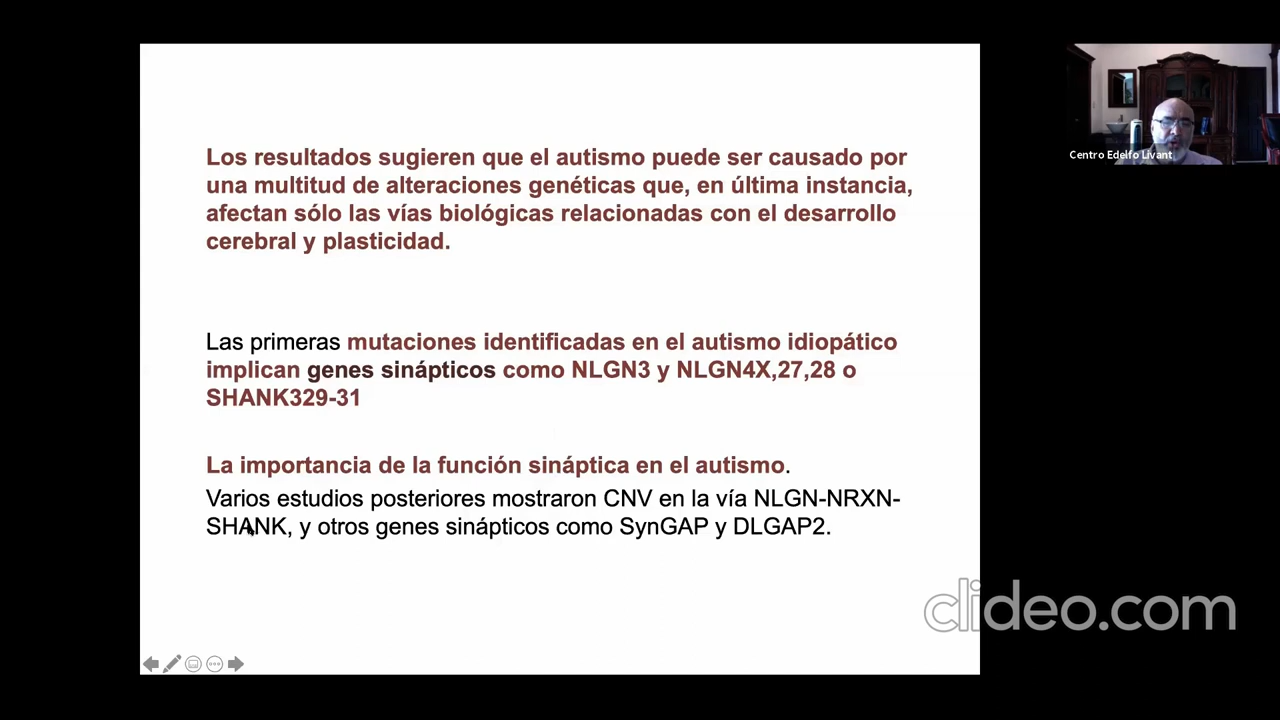 Los resultados sugieren que el autismo puede ser causado por
una multitud de alteraciones genéticas que, en última instancia,
afectan sólo las vías biológicas relacionadas con el desarrollo
cerebral y plasticidad.
Las primeras mutaciones identificadas en el autismo idiopático
implican genes sinápticos como NLGN3 y NLGN4X,27,28 o
SHANK329-31
La importancia de la función sináptica en el autismo.
Varios estudios posteriores mostraron CNV en la vía NLGN-NRXN-
SHANK, y otros genes sinápticos como SynGAP y DLGAP2.
Centro Edelfo Livant
clideo.com